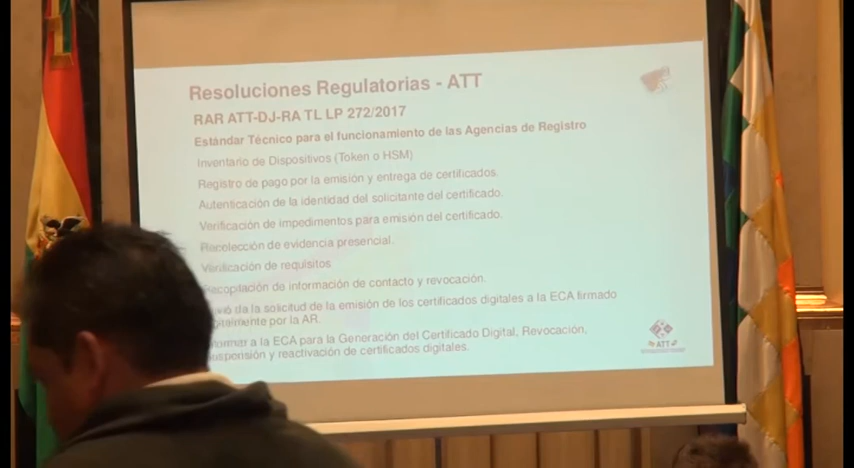 Resoluciones Regulatorias - ATT
RAR ATT-DJ-RA TL LP 272/2017
Estándar Técnico para el funcionamiento de las Agencias de Registro
Inventario de Dispositivos (Token o HSM)
Registro de pago por la emisión y entrega de certificados.
Autenticación de la identidad del solicitante del certificado.
Verificación de impedimentos para emisión del certificado.
Recolección de evidencia presencial.
Verificación de requisitos
ecopilación de información de contacto y revocación.
de la solicitud de la emisión de los certificados digitales a la ECA firmado
por la AR
a la ECA para la Generación del Certificado Digital, Revocación,
uspensión y reactivación de certificados digitales.
ATT